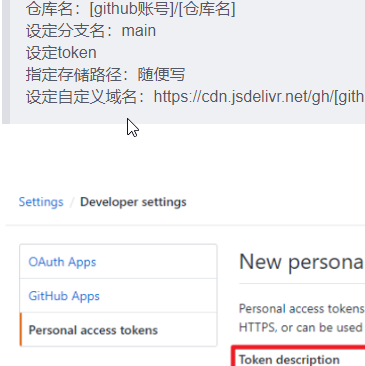 仓库名：[github账号]/[仓库名]
设定分支名：main
设定token
指定存储路径：随便写
设定自定义域名：https://cdn.jsdelivr.net/gh/[gith
Settings / Developer settings
OAuth Apps
GitHub Apps
Personal access tokens
New persona
Personal access tokens
HTTPS, or can be used
Token description